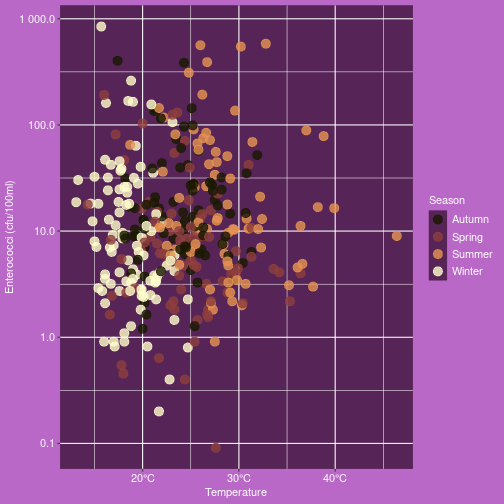 1 000.0
100.0
10.0
1.0
0.1
Enterococci (cfu/100ml)
20°C
30°C
40°C
Temperature
Season
Autumn
Spring
Summer
Winter